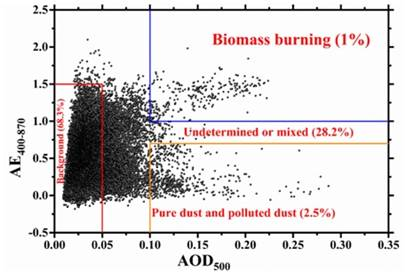 2.5
2.0
1.5
1.0
0.5
0.0
-0.5
AE400-870
Biomass burning (1%)
Undetermined or mixed (28.2%)
Background (68.3%)
Pure dust and polluted dust (2.5%)
0.00 0.05 0.10 0.15 0.20 0.25 0.30 0.35
AOD500